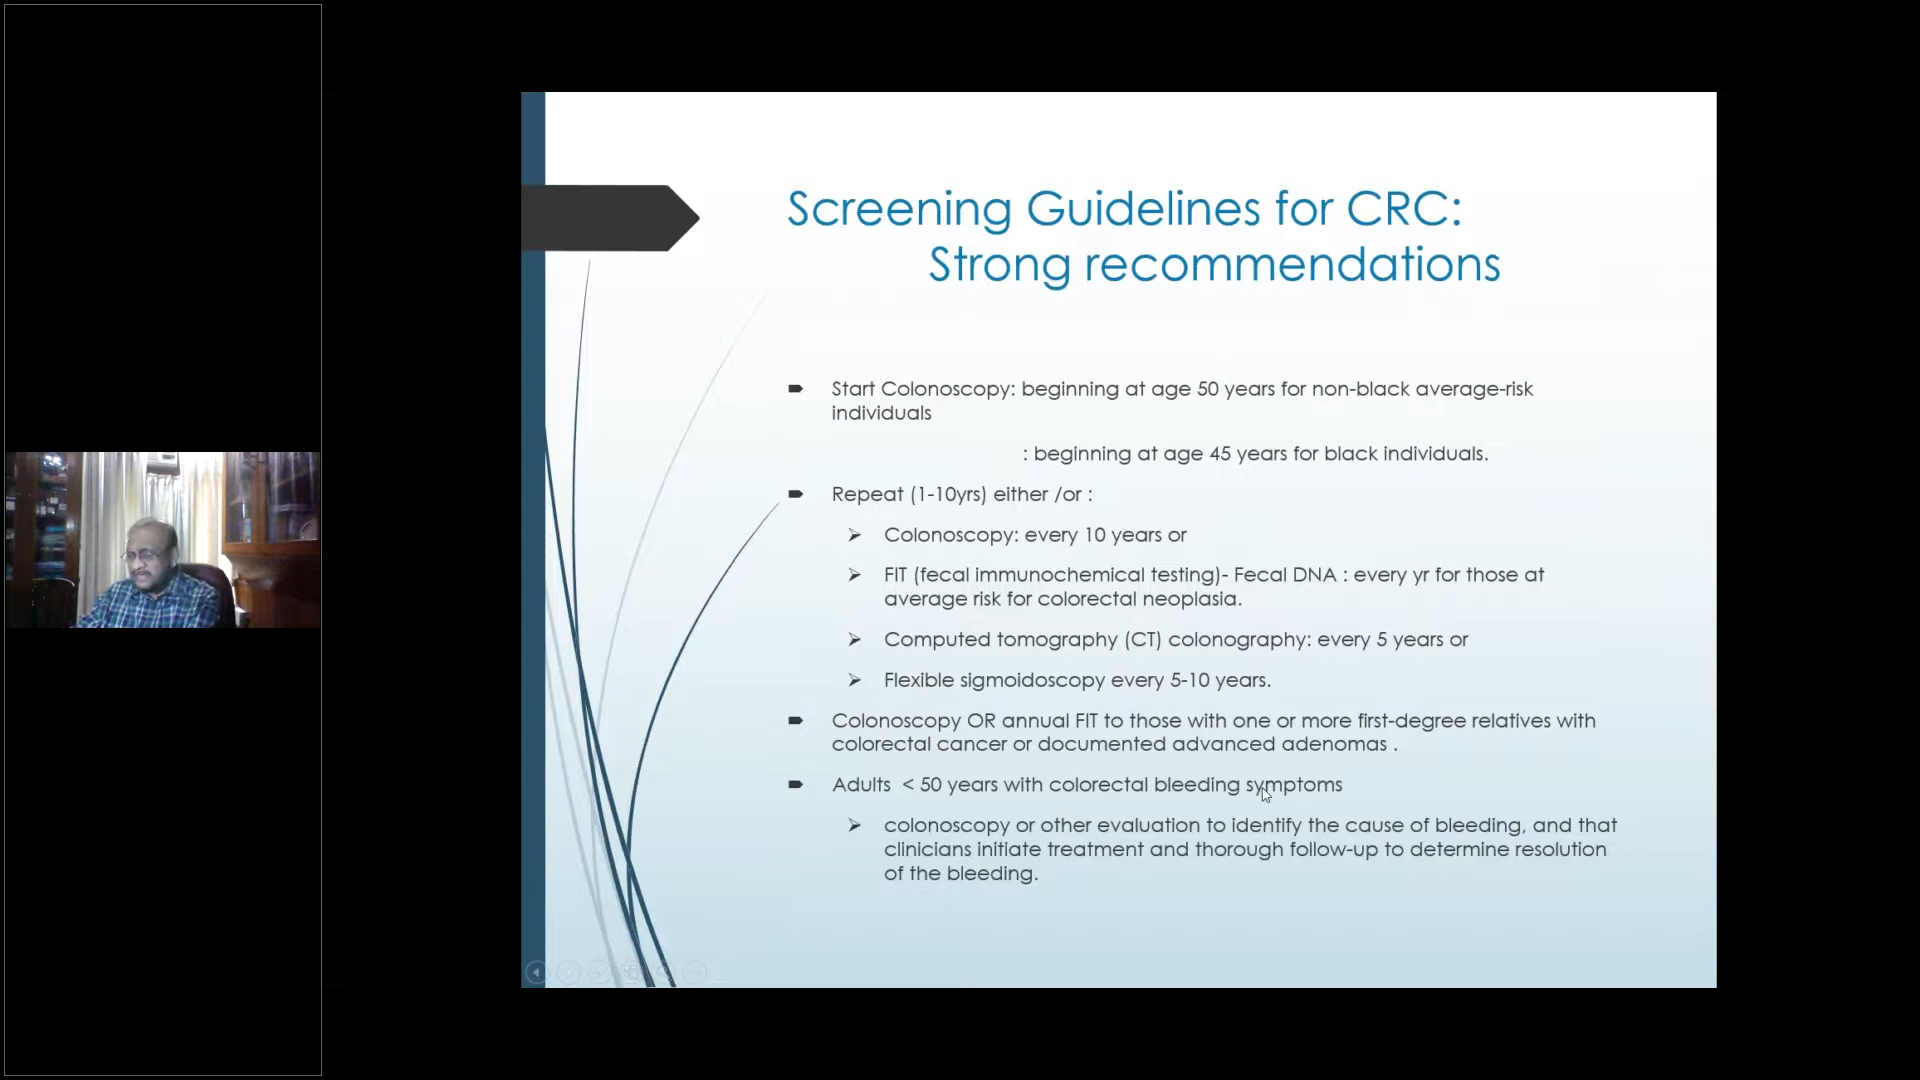 Screening Guidelines for CRC:
Strong recommendations
Start Colonoscopy: beginning at age 50 years for non-black average-risk
individuals
: beginning at age 45 years for black individuals.
Repeat (1-10yrs) either /or :
Colonoscopy: every 10 years or
FIT (fecal immunochemical testing)- Fecal DNA : every yr for those at
average risk for colorectal neoplasia.
Computed tomography (CT) colonography: every 5 years or
Flexible sigmoidoscopy every 5-10 years.
Colonoscopy OR annual FIT to those with one or more first-degree relatives with
colorectal cancer or documented advanced adenomas .
Adults < 50 years with colorectal bleeding symptoms
colonoscopy or other evaluation to identify the cause of bleeding, and that
clinicians initiate treatment and thorough follow-up to determine resolution
of the bleeding.